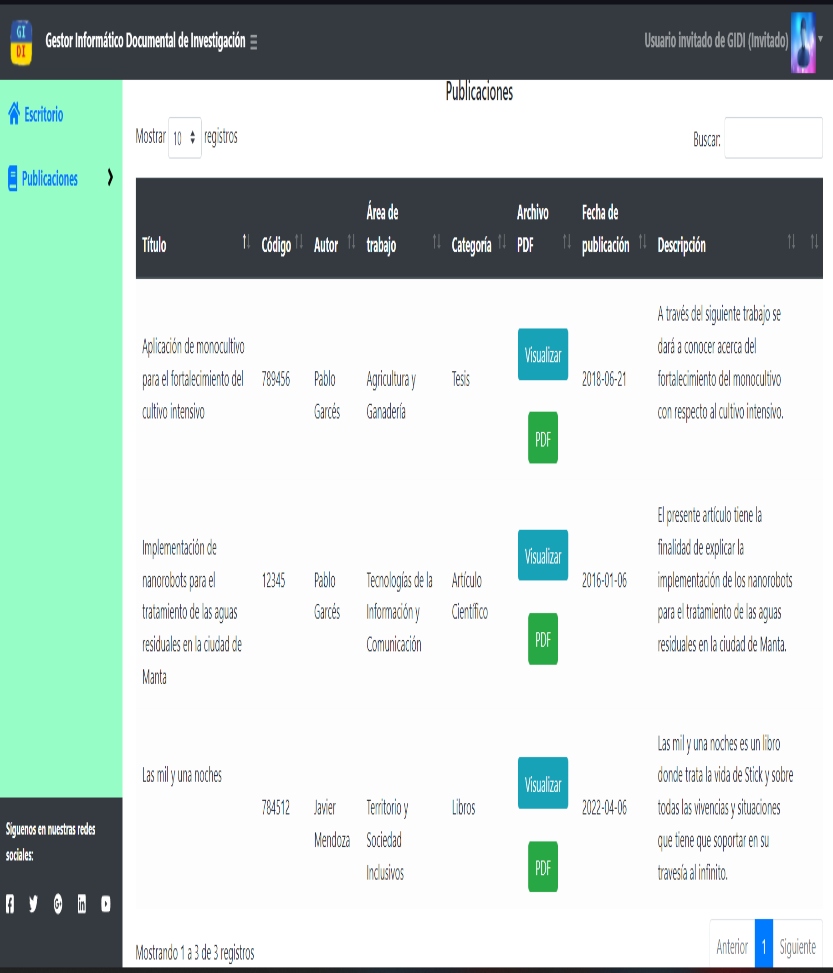 GI
DI
Gestor Informático Documental de Investigación
Usuario invitado de GIDI (Invitado)
Escritorio
Publicaciones
Síguenos en nuestras redes
sociales:
Publicaciones
Mostrar 10 registros
Buscar:
Título
Código
Autor
Área de
trabajo
Categoría
Archivo
PDF
Fecha de
publicación
Descripción
Aplicación de monocultivo
para el fortalecimiento del
cultivo intensivo
789456
Pablo
Garcés
Agricultura y
Ganadería
Tesis
Visualizar
PDF
2018-06-21
A través del siguiente trabajo se
dará a conocer acerca del
fortalecimiento del monocultivo
con respecto al cultivo intensivo.
Implementación de
nanorobots para el
tratamiento de las aguas
residuales en la ciudad de
Manta
12345
Pablo
Garcés
Tecnologías de la
Información y
Comunicación
Artículo
Científico
Visualizar
PDF
2016-01-06
El presente artículo tiene la
finalidad de explicar la
implementación de los nanorobots
para el tratamiento de las aguas
residuales en la ciudad de Manta.
Las mil y una noches
784512
Javier
Mendoza
Territorio y
Sociedad
Inclusivos
Libros
Visualizar
PDF
2022-04-06
Las mil y una noches es un libro
donde trata la vida de Stick y sobre
todas las vivencias y situaciones
que tiene que soportar en su
travesía al infinito.
Mostrando 1 a 3 de 3 registros
Anterior 1 Siguiente